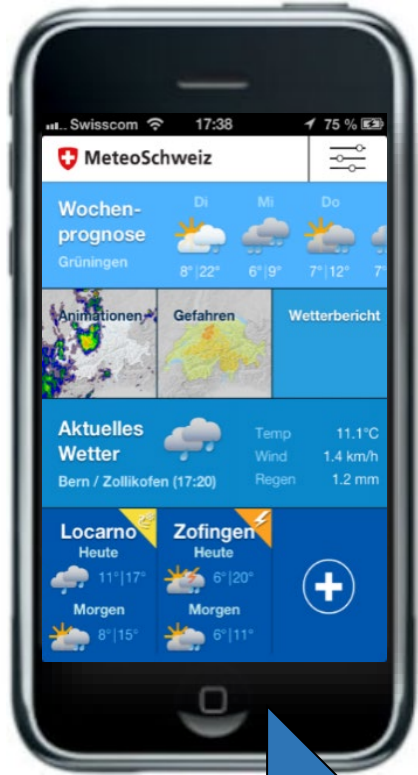 Swisscom 17:38 75 %
MeteoSchweiz
Wochen-
prognose
Grüningen
Di Mi Do
8°|22° 6°|9° 7°|12° 7°
Animationen Gefahren Wetterbericht
Aktuelles
Wetter
Bern / Zollikofen (17:20)
Temp 11.1°C
Wind 1.4 km/h
Regen 1.2 mm
Locarno Zofingen
Heute Heute
11°|17° 6°|20°
Morgen Morgen
8°|15° 6°|11°